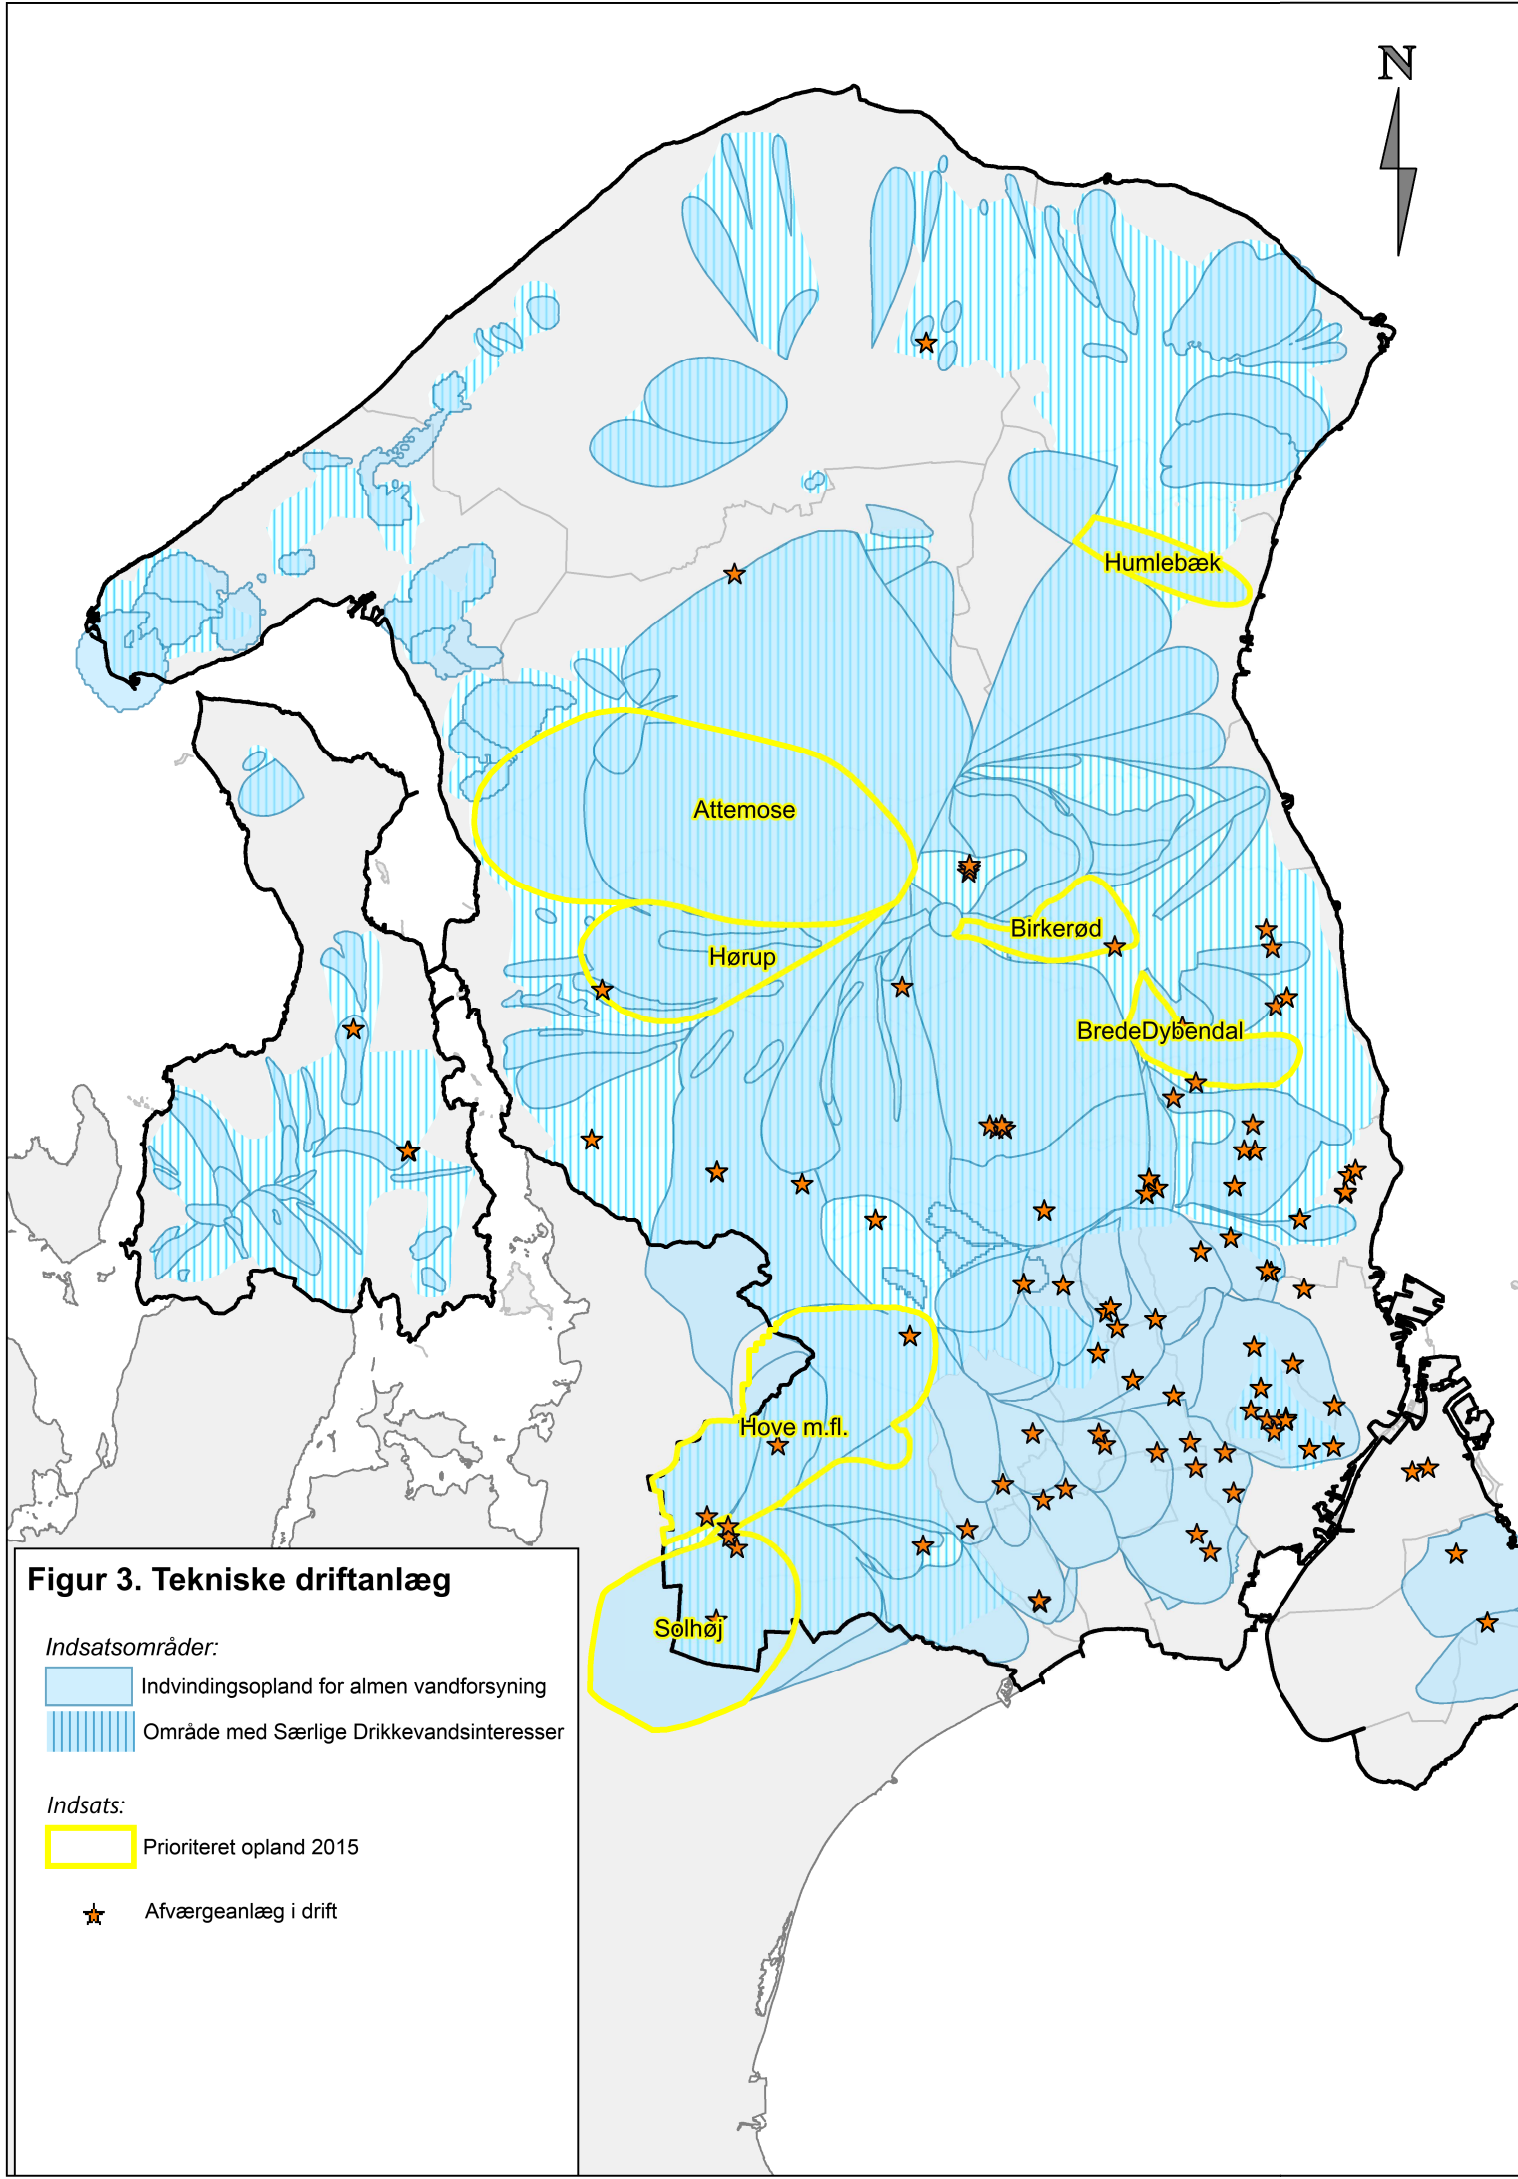 N
Humlebæk
Attemose
Birkerød
Hørup
BredeDybendal
Hove m.fl.
Solhøj
Figur 3. Tekniske driftanlæg
Indsatsområder:
Indvindingsopland for almen vandforsyning
Område med Særlige Drikkevandsinteresser
Indsats:
Prioriteret opland 2015
Afværgeanlæg i drift